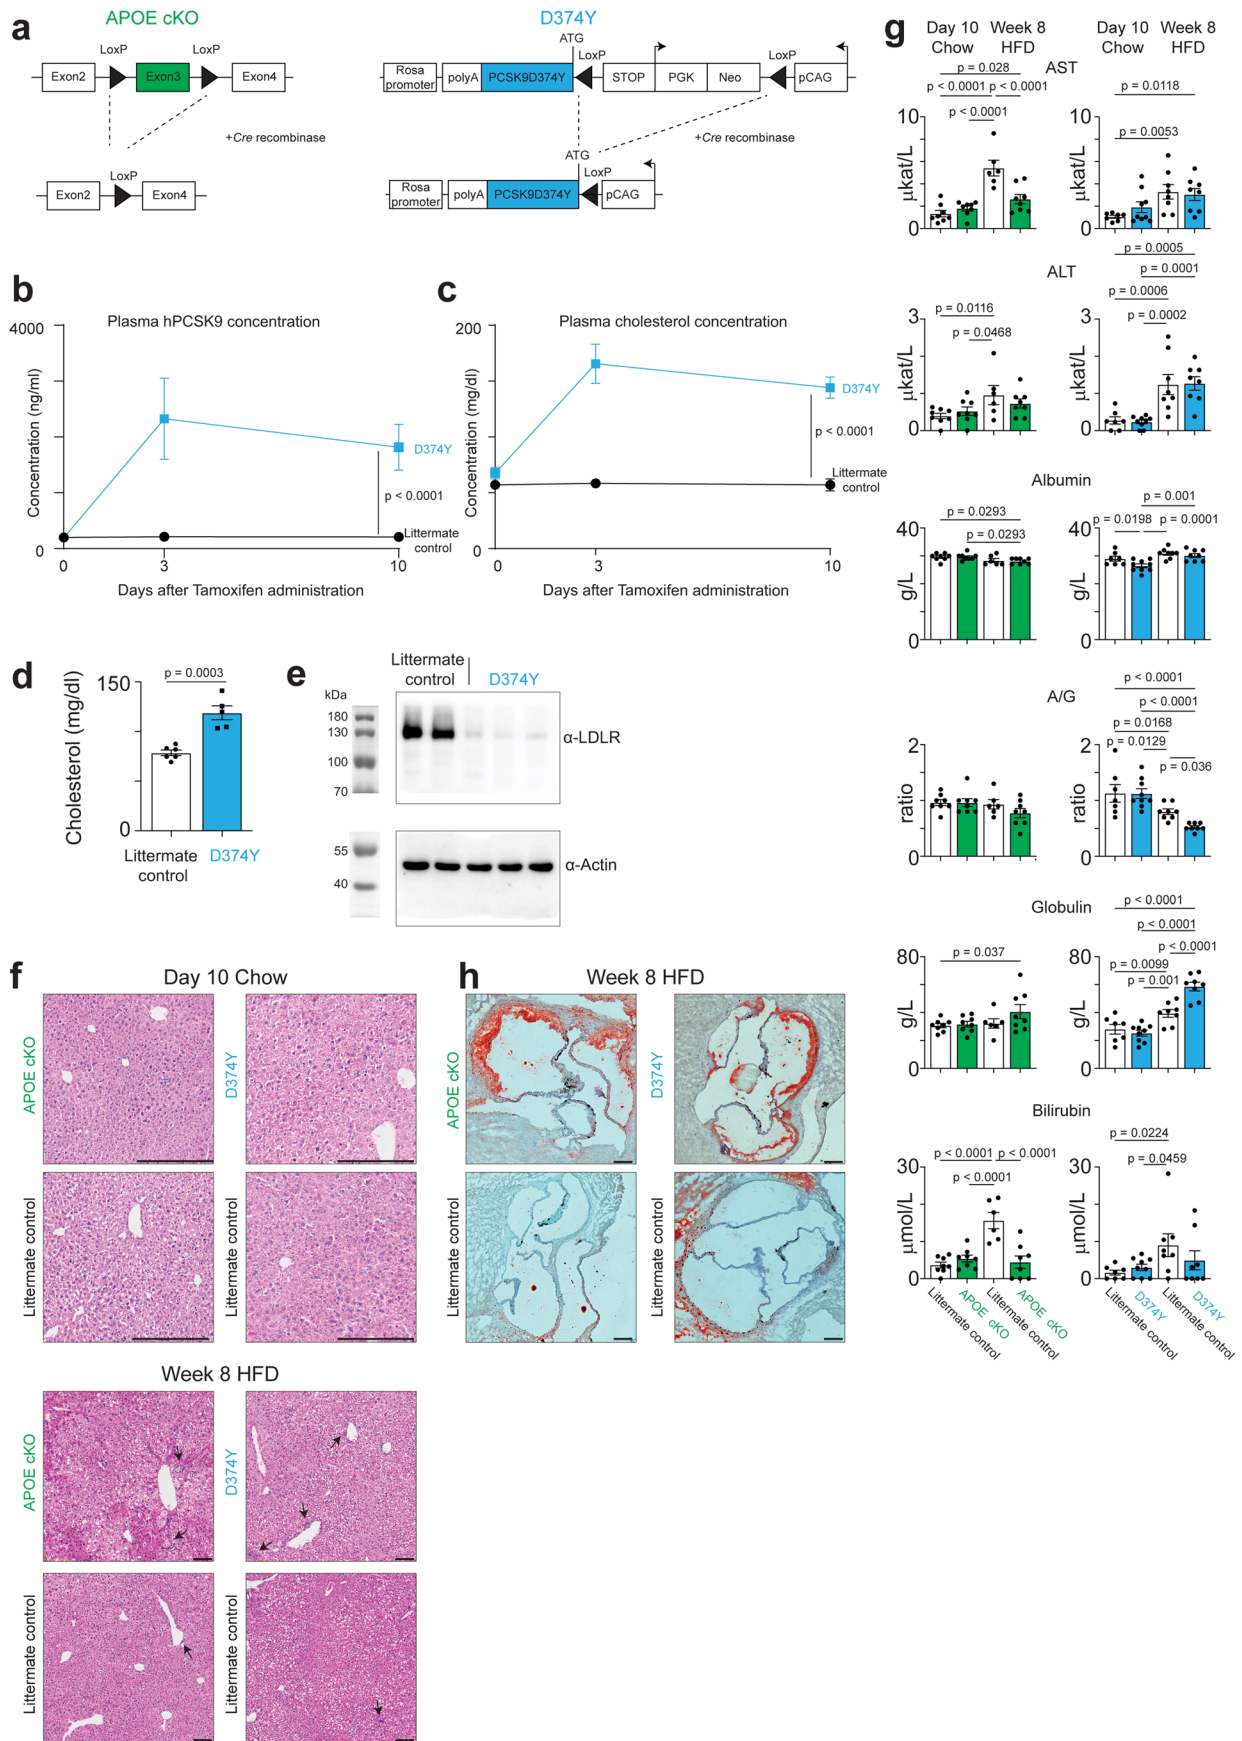 a
APOE cKO
LoxP
LoxP
Exon2
Exon3
Exon4
+Cre recombinase
LoxP
Exon2
Exon4
D374Y
ATG
LoxP
LoxP
Rosa
promoter
polyA
PCSK9D374Y
STOP
PGK
Neo
pCAG
+Cre recombinase
ATG
LoxP
Rosa
promoter
polyA
PCSK9D374Y
pCAG
b
Plasma hPCSK9 concentration
4000
0
Concentration (ng/ml)
D374Y
p < 0.0001
Littermate
control
0
3
10
Days after Tamoxifen administration
c
Plasma cholesterol concentration
200
0
Concentration (mg/dl)
D374Y
p < 0.0001
Littermate
control
0
3
10
Days after Tamoxifen administration
d
p = 0.0003
150
0
Cholesterol (mg/dl)
Littermate
control
D374Y
e
Littermate
control
D374Y
kDa
180
130
100
70
α-LDLR
55
40
α-Actin
f
Day 10 Chow
APOE cKO
D374Y
Littermate control
Littermate control
Week 8 HFD
APOE cKO
D374Y
Littermate control
Littermate control
h
Week 8 HFD
APOE cKO
D374Y
Littermate control
Littermate control
g
Day 10
Chow
Week 8
HFD
Day 10
Chow
Week 8
HFD
AST
p = 0.028
p < 0.0001
p < 0.0001
p < 0.0001
10
0
µkat/L
p = 0.0118
p = 0.0053
10
0
µkat/L
ALT
p = 0.0116
p = 0.0468
3
0
µkat/L
p = 0.0005
p = 0.0001
p = 0.0006
p = 0.0002
3
0
µkat/L
Albumin
p = 0.0293
p = 0.0293
40
0
g/L
p = 0.001
p = 0.0198
p = 0.0001
40
0
g/L
A/G
2
0
ratio
p < 0.0001
p < 0.0001
p = 0.0168
p = 0.0129
p = 0.036
2
0
ratio
Globulin
p = 0.037
80
0
g/L
p < 0.0001
p < 0.0001
p < 0.0001
p = 0.0099
p = 0.001
80
0
g/L
Bilirubin
p < 0.0001
p < 0.0001
p < 0.0001
30
0
µmol/L
p = 0.0224
p = 0.0459
30
0
µmol/L
Littermate control
APOE cKO
Littermate control
APOE cKO
Littermate control
D374Y
Littermate control
D374Y